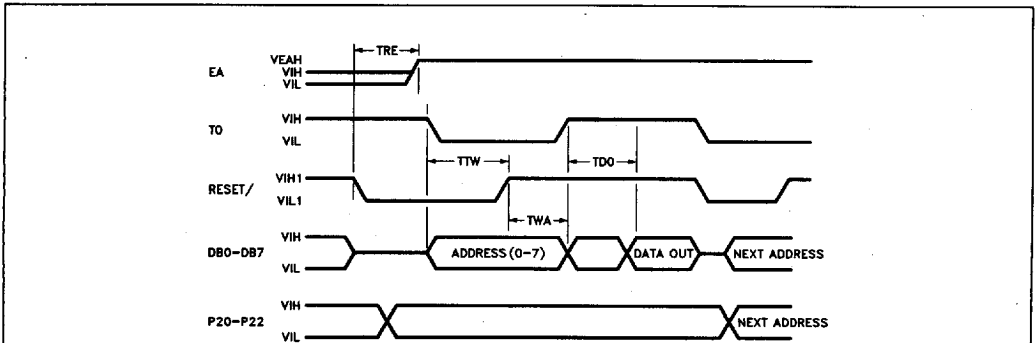 TRE
VEAH
EA VIH
VIL
VIH
T0
VIL
TTW TDO
VIH1
RESET/
VIL1
TWA
VIH
DB0-DB7 ADDRESS (0-7) DATA OUT NEXT ADDRESS
VIL
VIH
P20-P22 NEXT ADDRESS
VIL